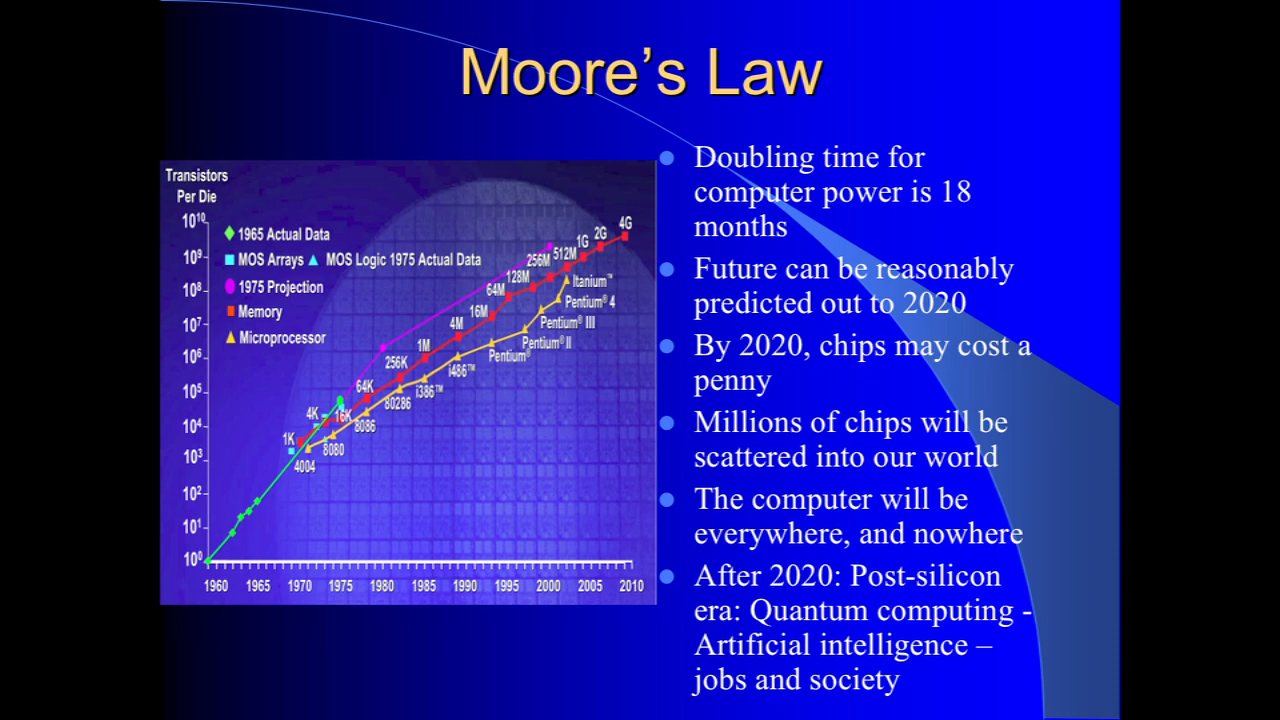 Moore’s Law
Transistors
Per Die
10¹⁰
10⁹
10⁸
10⁷
10⁶
10⁵
10⁴
10³
10²
10¹
10⁰
1965 Actual Data
MOS Arrays MOS Logic 1975 Actual Data
1975 Projection
Memory
Microprocessor
1K
4K
16K
64K
256K
1M
4M
16M
64M
128M
256M
512M
1G
2G
4G
4004
8080
8086
80286
i386™
i486™
Pentium®
Pentium® II
Pentium® III
Pentium® 4
Itanium™
1960 1965 1970 1975 1980 1985 1990 1995 2000 2005 2010
Doubling time for
computer power is 18
months
Future can be reasonably
predicted out to 2020
By 2020, chips may cost a
penny
Millions of chips will be
scattered into our world
The computer will be
everywhere, and nowhere
After 2020: Post-silicon
era: Quantum computing -
Artificial intelligence –
jobs and society